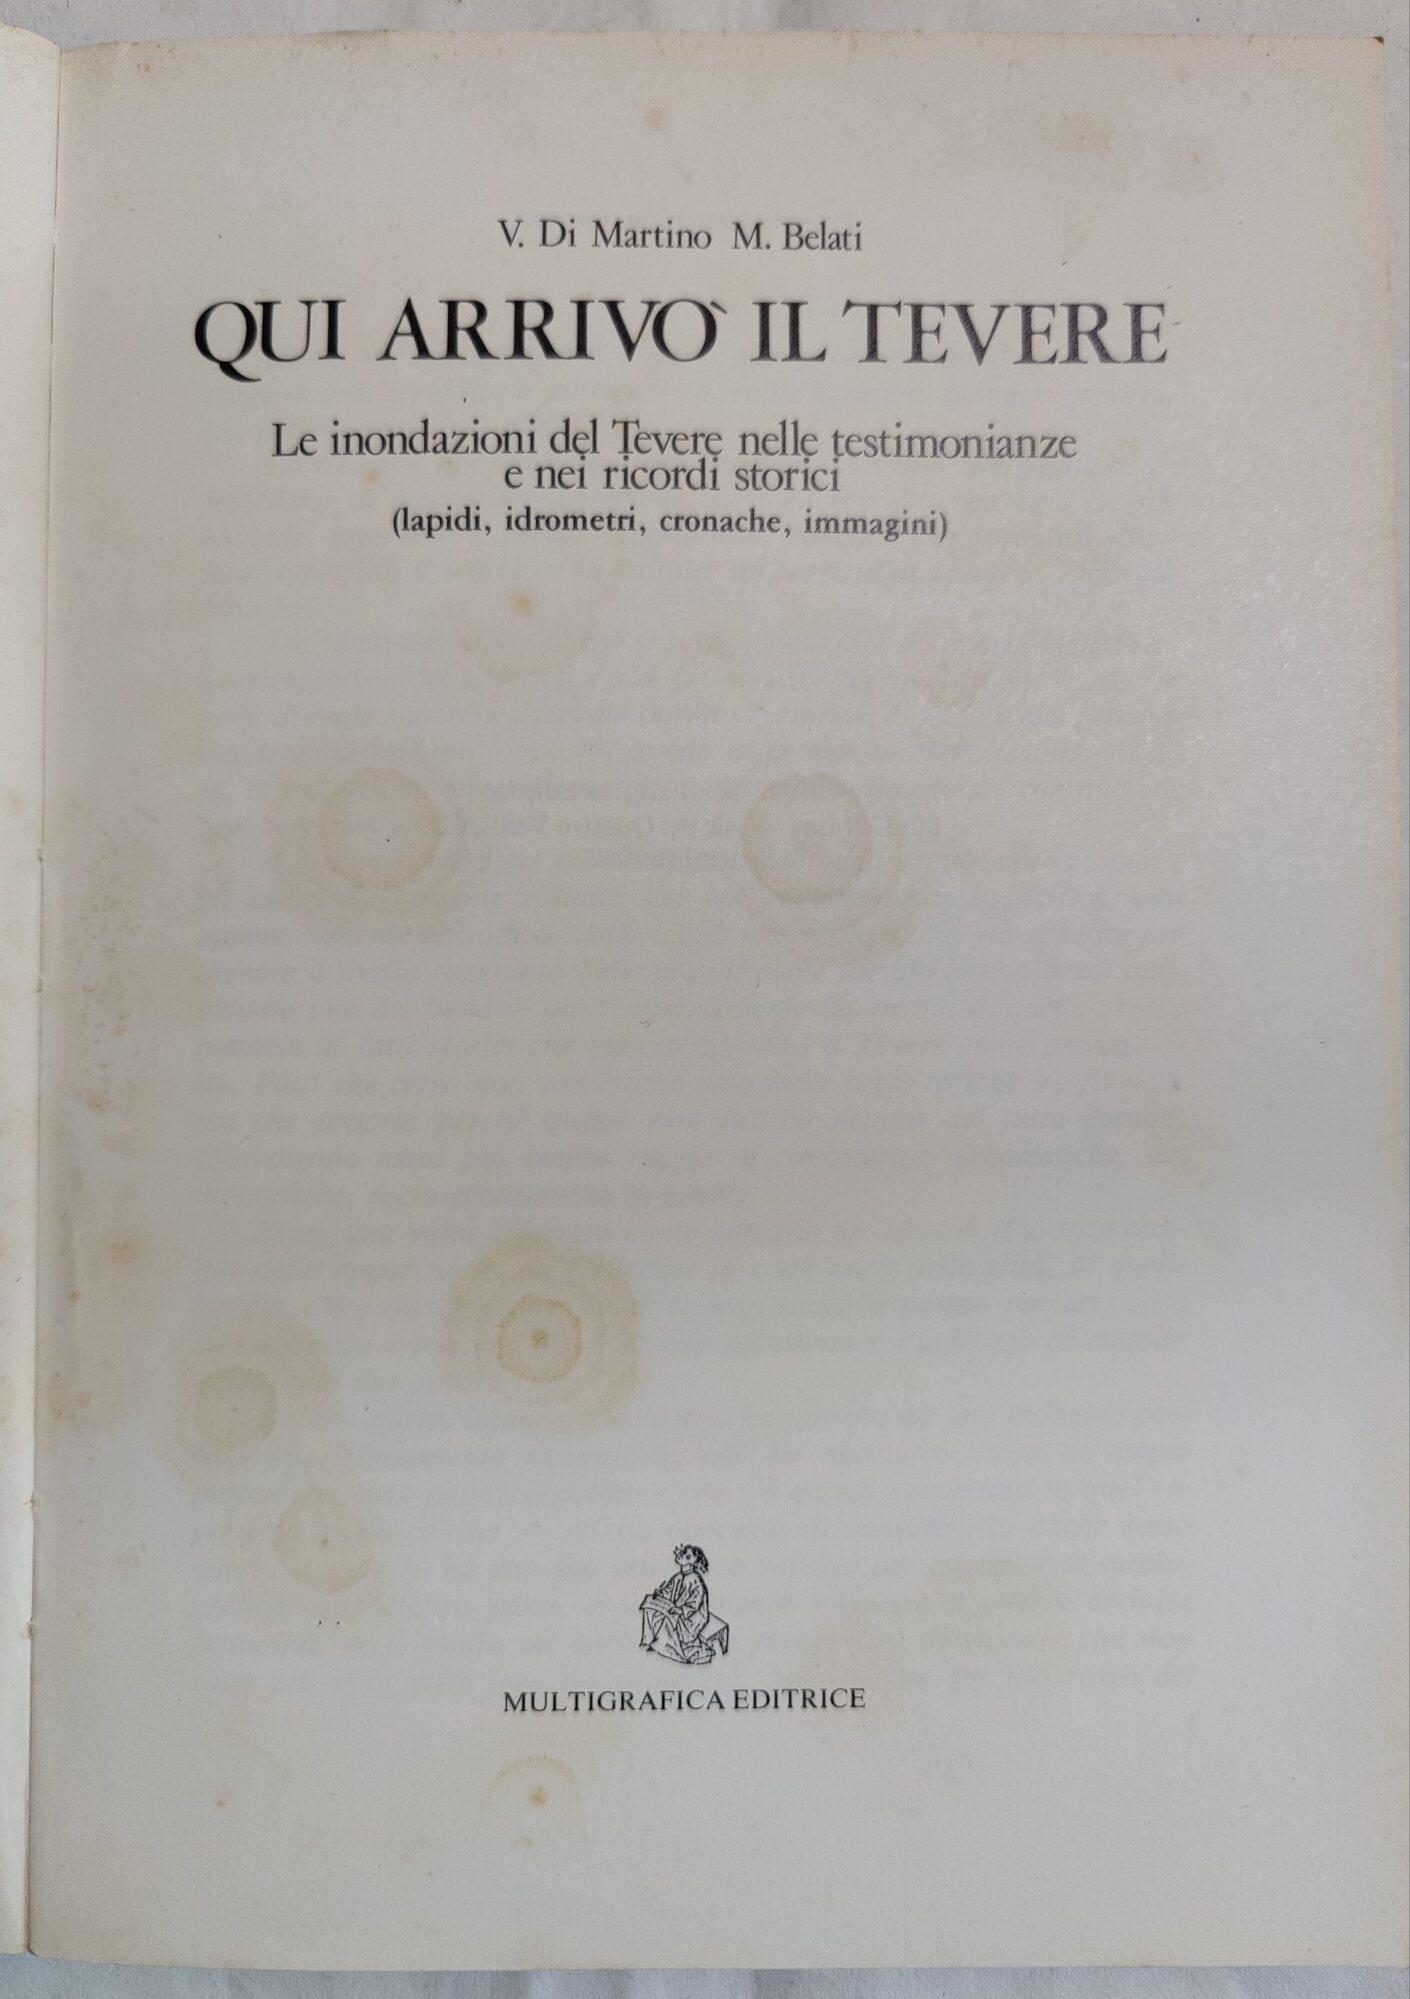 V. Di Martino M. Belati
QUI ARRIVO' IL TEVERE
Le inondazioni del Tevere nelle testimonianze
e nei ricordi storici
(lapidi, idrometri, cronache, immagini)
MULTIGRAFICA EDITRICE